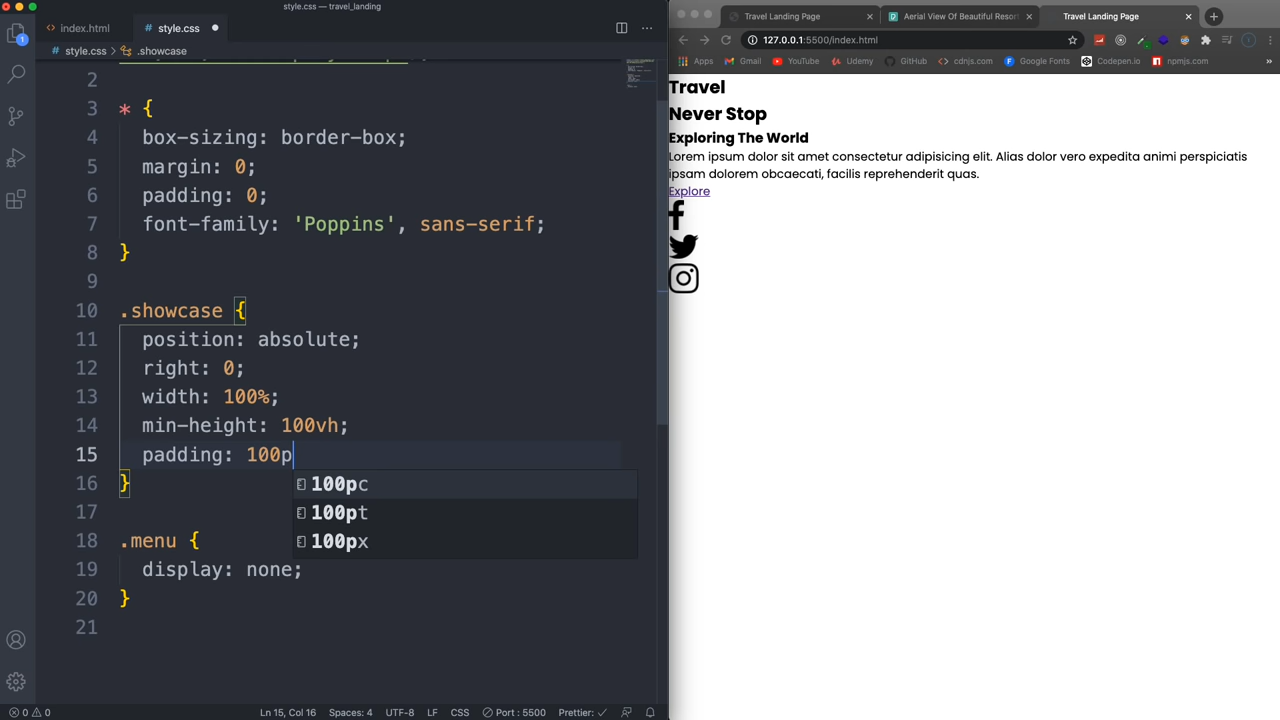 style.css — travel_landing
index.html
style.css
style.css
.showcase
2
3 * {
4 box-sizing: border-box;
5 margin: 0;
6 padding: 0;
7 font-family: 'Poppins', sans-serif;
8 }
9
10 .showcase {
11 position: absolute;
12 right: 0;
13 width: 100%;
14 min-height: 100vh;
15 padding: 100p
16 }
17
18 .menu {
19 display: none;
20 }
21
100pc
100pt
100px
1
0 0
Ln 15, Col 16
Spaces: 4
UTF-8
LF
CSS
Port : 5500
Prettier:
Travel Landing Page
Aerial View Of Beautiful Resort
Travel Landing Page
127.0.0.1:5500/index.html
Apps
Gmail
YouTube
Udemy
GitHub
cdnjs.com
Google Fonts
Codepen.io
npmjs.com
Travel
Never Stop
Exploring The World
Lorem ipsum dolor sit amet consectetur adipisicing elit. Alias dolor vero expedita animi perspiciatis
ipsam dolorem obcaecati, facilis reprehenderit quas.
Explore